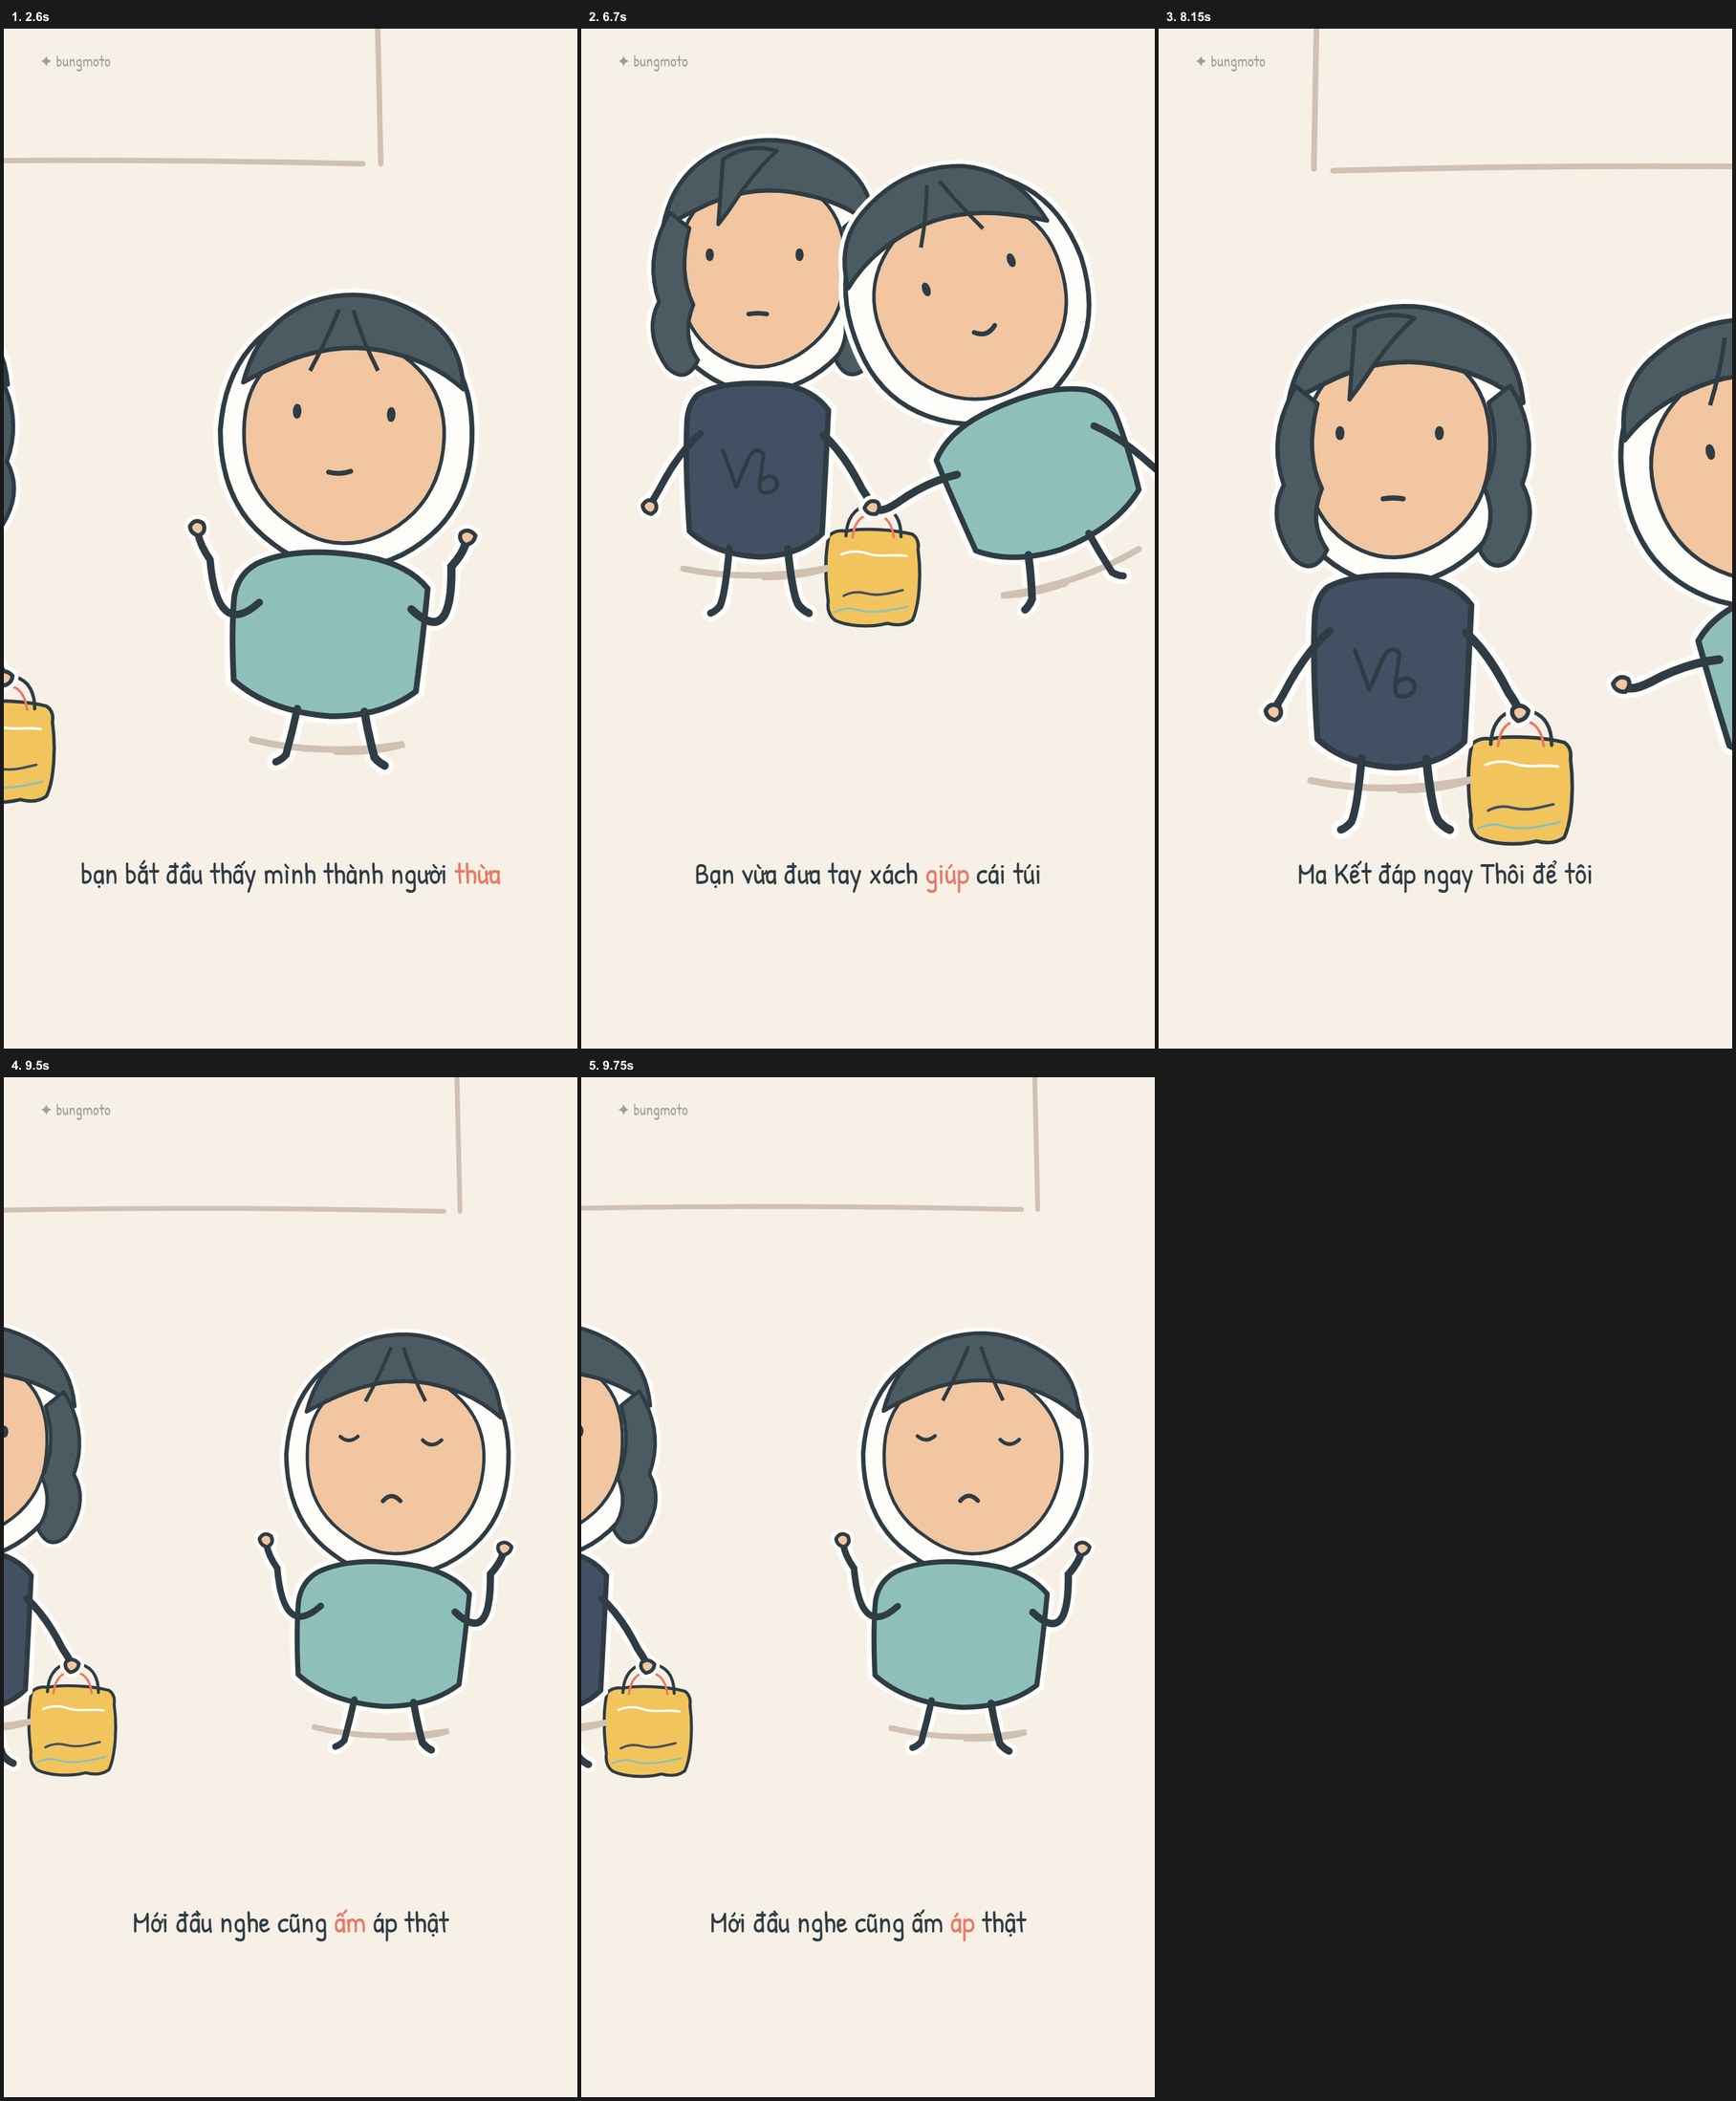 1. 2.6s
✦ bungmoto
bạn bắt đầu thấy mình thành người thừa
2. 6.7s
✦ bungmoto
Bạn vừa đưa tay xách giúp cái túi
3. 8.15s
✦ bungmoto
Ma Kết đáp ngay Thôi để tôi
4. 9.5s
✦ bungmoto
Mới đầu nghe cũng ấm áp thật
5. 9.75s
✦ bungmoto
Mới đầu nghe cũng ấm áp thật